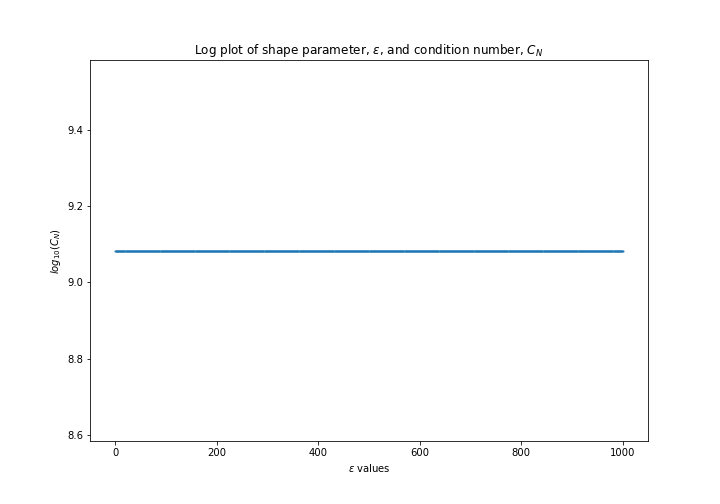 Log plot of shape parameter, ε, and condition number, C_N
9.4
9.2
9.0
8.8
8.6
log₁₀(C_N)
0 200 400 600 800 1000
ε values